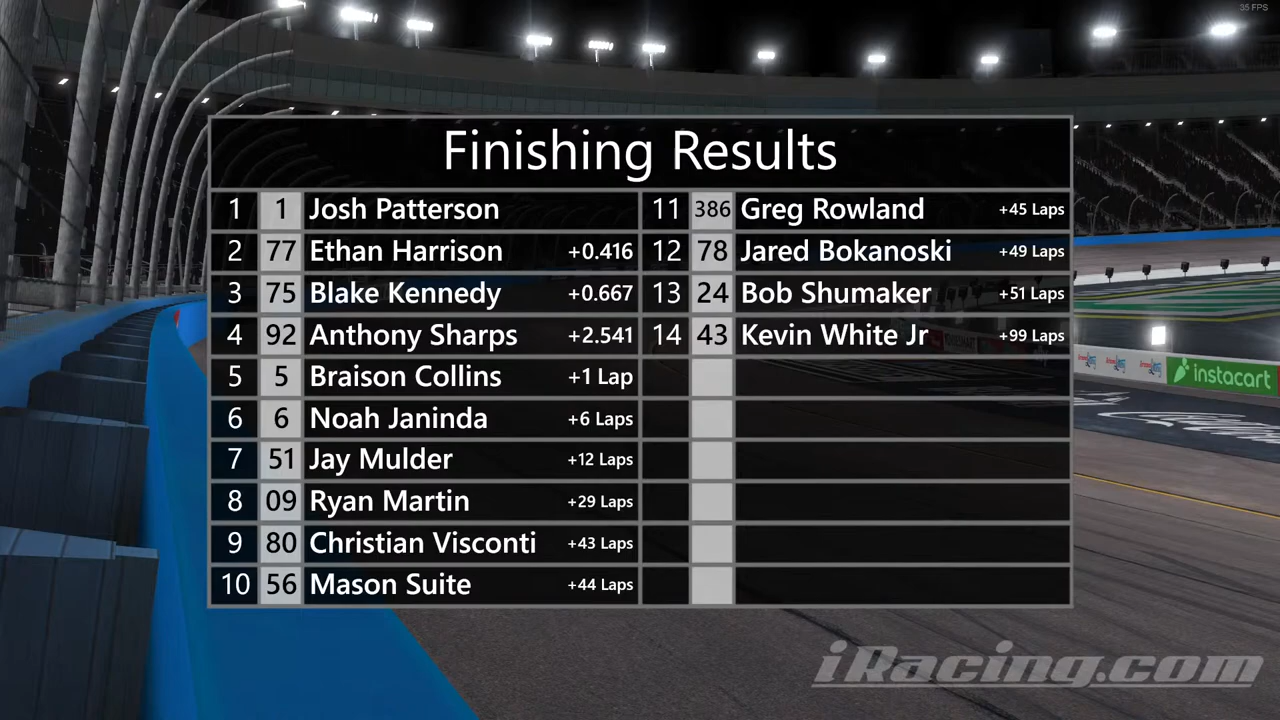 35 FPS
Finishing Results
1 1 Josh Patterson
2 77 Ethan Harrison +0.416
3 75 Blake Kennedy +0.667
4 92 Anthony Sharps +2.541
5 5 Braison Collins +1 Lap
6 6 Noah Janinda +6 Laps
7 51 Jay Mulder +12 Laps
8 09 Ryan Martin +29 Laps
9 80 Christian Visconti +43 Laps
10 56 Mason Suite +44 Laps
11 386 Greg Rowland +45 Laps
12 78 Jared Bokanoski +49 Laps
13 24 Bob Shumaker +51 Laps
14 43 Kevin White Jr +99 Laps
instacart
iRacing.com